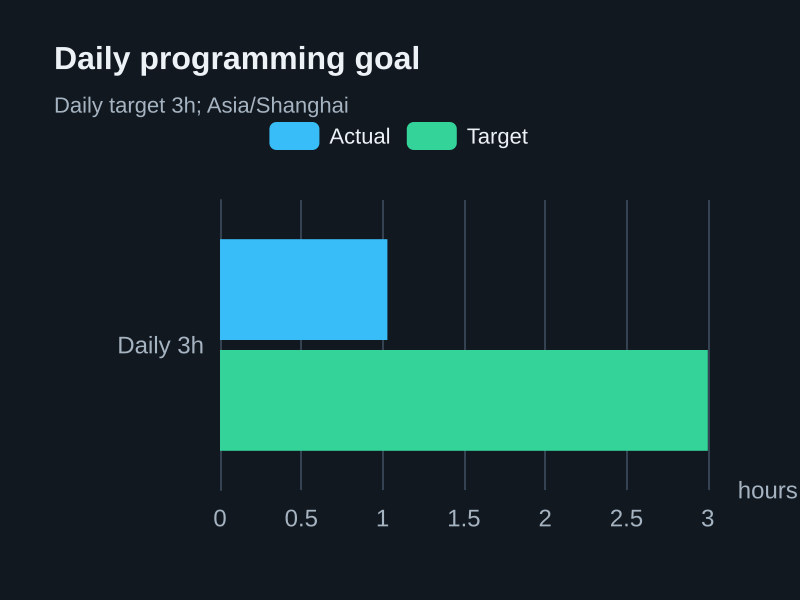 Daily programming goal
Daily target 3h; Asia/Shanghai
Actual Target
Daily 3h
hours
0 0.5 1 1.5 2 2.5 3